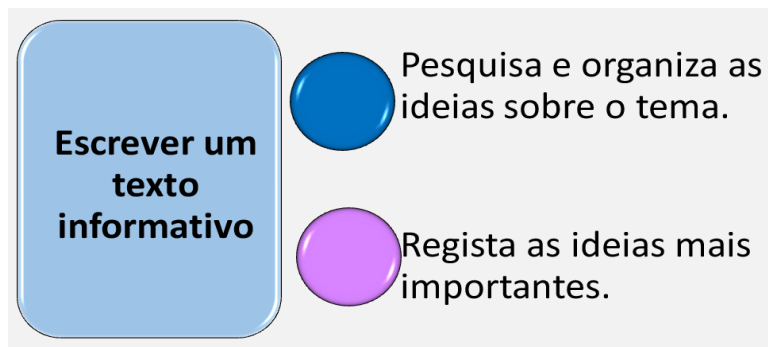 Escrever um
texto
informativo
Pesquisa e organiza as
ideias sobre o tema.
Regista as ideias mais
importantes.